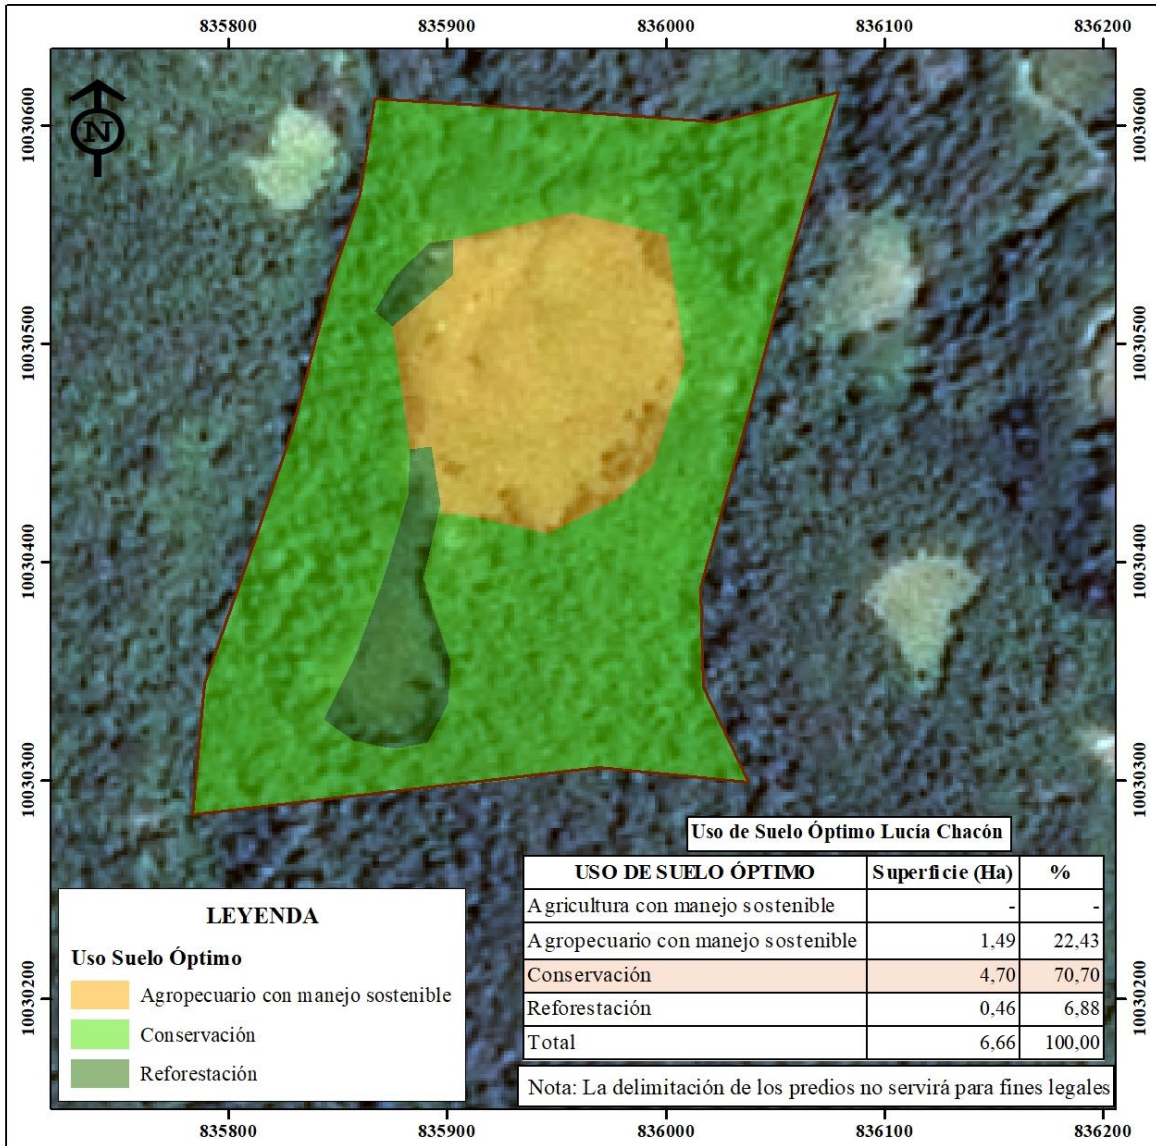 835800 835900 836000 836100 836200
N
10030600 10030600
10030500 10030500
10030400 10030400
10030300 10030300
10030200 10030200
Uso de Suelo Óptimo Lucía Chacón
USO DE SUELO ÓPTIMO Superficie (Ha) %
Agricultura con manejo sostenible - -
Agropecuario con manejo sostenible 1,49 22,43
Conservación 4,70 70,70
Reforestación 0,46 6,88
Total 6,66 100,00
Nota: La delimitación de los predios no servirá para fines legales
LEYENDA
Uso Suelo Óptimo
Agropecuario con manejo sostenible
Conservación
Reforestación
835800 835900 836000 836100 836200